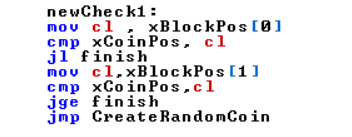 newCheck1:
mov cl , xBlockPos[0]
cmp xCoinPos, cl
jl finish
mov cl,xBlockPos[1]
cmp xCoinPos,cl
jge finish
jmp CreateRandomCoin